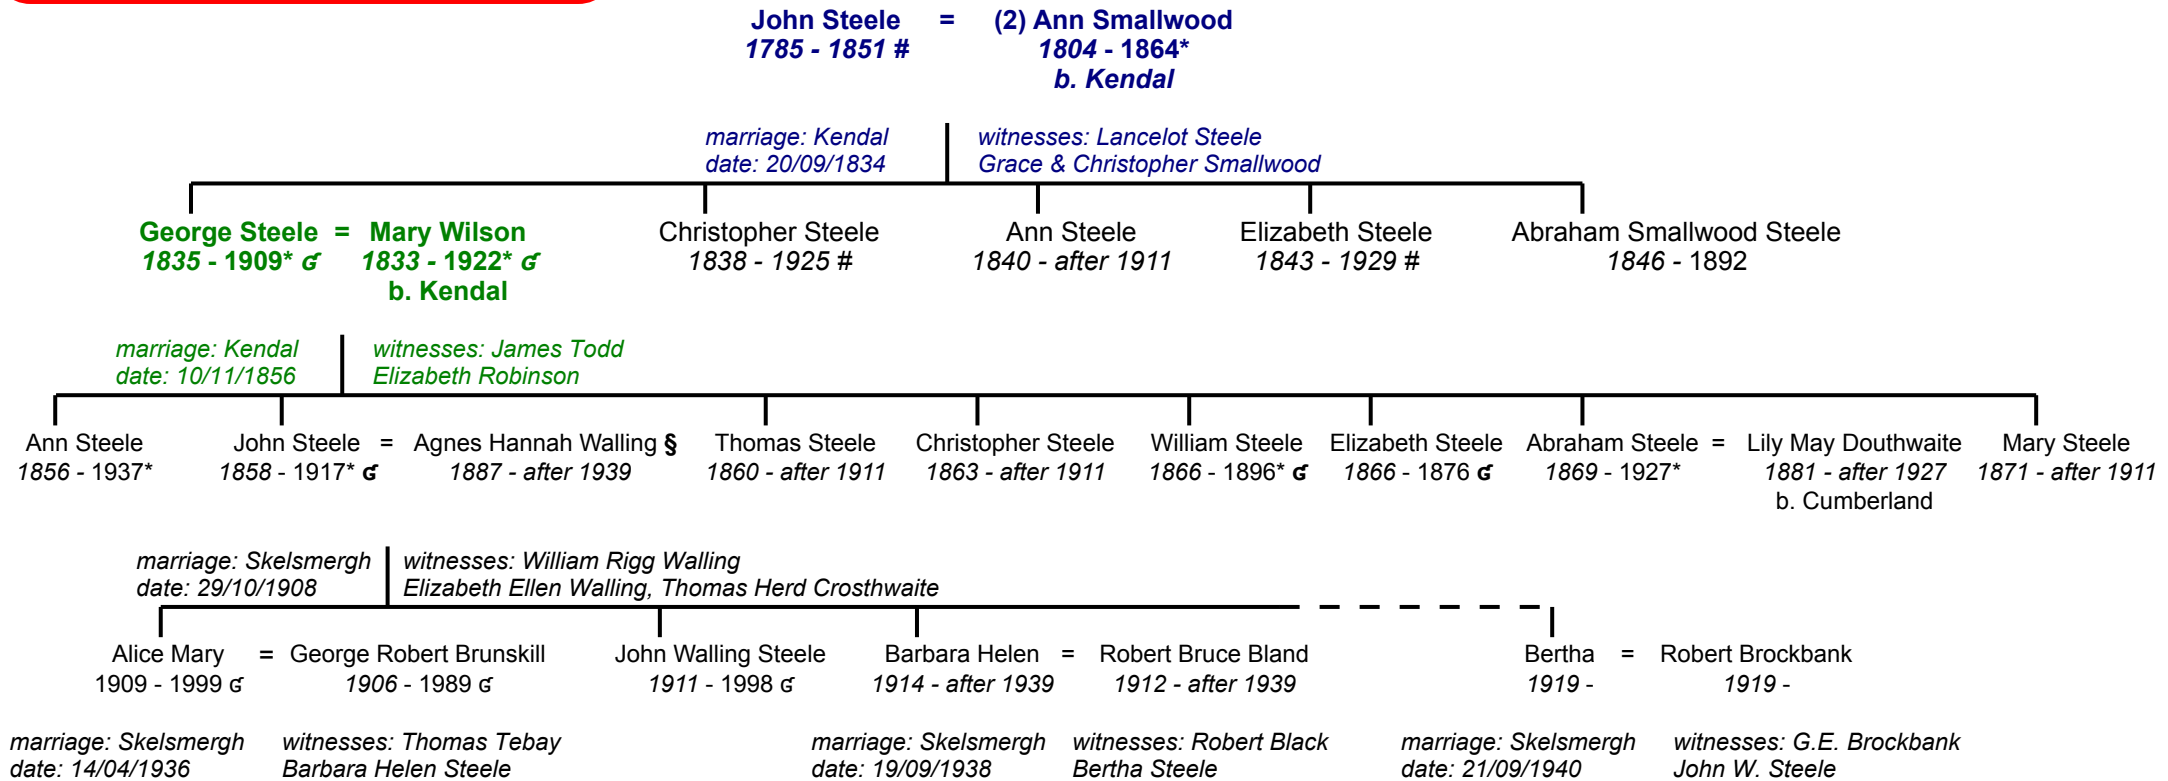 John Steele = (2) Ann Smallwood
1785 - 1851 # 1804 - 1864*
b. Kendal
marriage: Kendal witnesses: Lancelot Steele
date: 20/09/1834 Grace & Christopher Smallwood
George Steele = Mary Wilson Christopher Steele Ann Steele Elizabeth Steele Abraham Smallwood Steele
1835 - 1909* ɠ 1833 - 1922* ɠ 1838 - 1925 # 1840 - after 1911 1843 - 1929 # 1846 - 1892
b. Kendal
marriage: Kendal witnesses: James Todd
date: 10/11/1856 Elizabeth Robinson
Ann Steele John Steele = Agnes Hannah Walling § Thomas Steele Christopher Steele William Steele Elizabeth Steele Abraham Steele = Lily May Douthwaite Mary Steele
1856 - 1937* 1858 - 1917* ɠ 1887 - after 1939 1860 - after 1911 1863 - after 1911 1866 - 1896* ɠ 1866 - 1876 ɠ 1869 - 1927* 1881 - after 1927 1871 - after 1911
b. Cumberland
marriage: Skelsmergh witnesses: William Rigg Walling
date: 29/10/1908 Elizabeth Ellen Walling, Thomas Herd Crosthwaite
Alice Mary = George Robert Brunskill John Walling Steele Barbara Helen = Robert Bruce Bland Bertha = Robert Brockbank
1909 - 1999 ɠ 1906 - 1989 ɠ 1911 - 1998 ɠ 1914 - after 1939 1912 - after 1939 1919 - 1919 -
marriage: Skelsmergh witnesses: Thomas Tebay marriage: Skelsmergh witnesses: Robert Black marriage: Skelsmergh witnesses: G.E. Brockbank
date: 14/04/1936 Barbara Helen Steele date: 19/09/1938 Bertha Steele date: 21/09/1940 John W. Steele